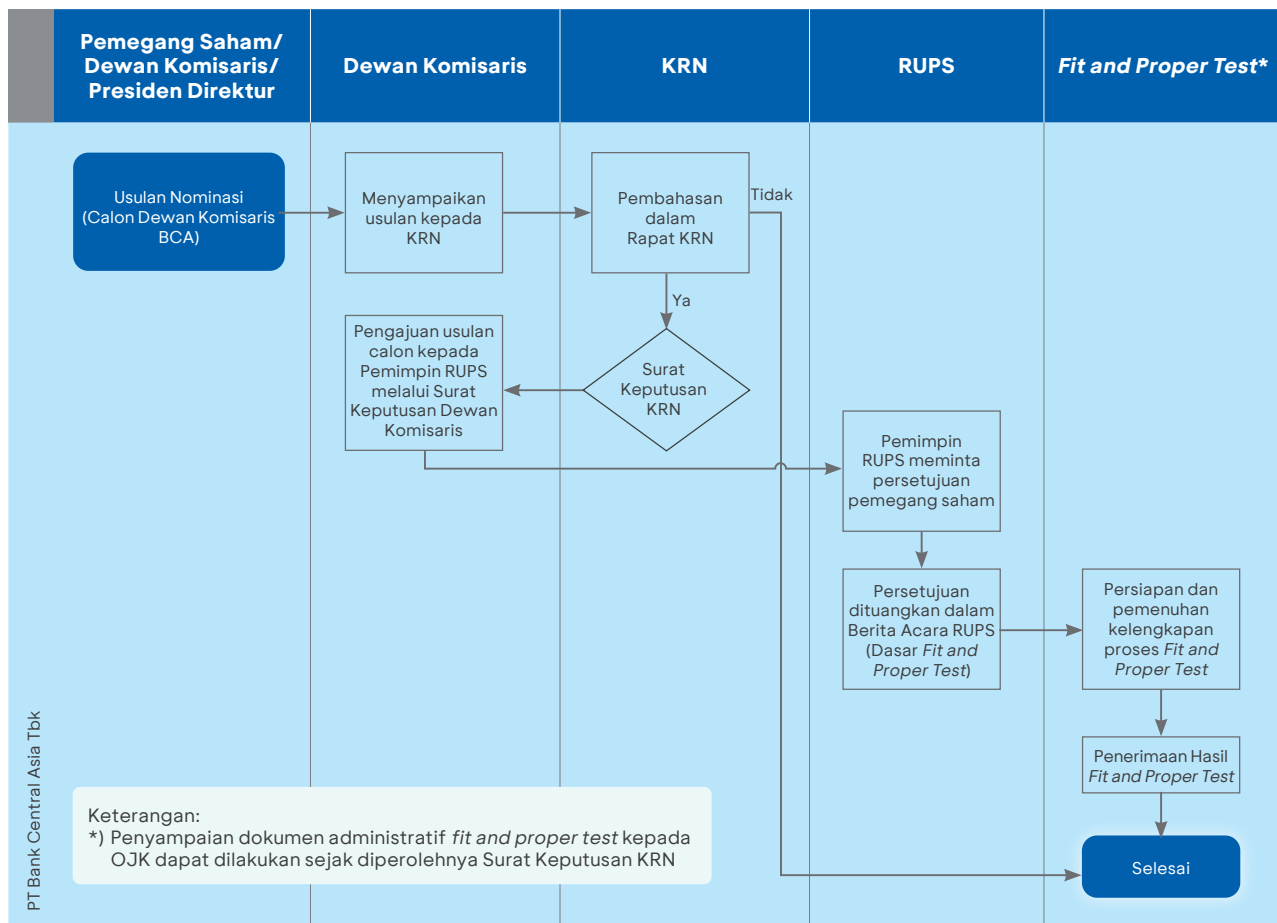 Pemegang Saham/
Dewan Komisaris/
Presiden Direktur
Dewan Komisaris
KRN
RUPS
Fit and Proper Test*
Usulan Nominasi
(Calon Dewan Komisaris
BCA)
Menyampaikan
usulan kepada
KRN
Pembahasan
dalam
Rapat KRN
Tidak
Ya
Pengajuan usulan
calon kepada
Pemimpin RUPS
melalui Surat
Keputusan Dewan
Komisaris
Surat
Keputusan
KRN
Pemimpin
RUPS meminta
persetujuan
pemegang saham
Persetujuan
dituangkan dalam
Berita Acara RUPS
(Dasar Fit and
Proper Test)
Persiapan dan
pemenuhan
kelengkapan
proses Fit and
Proper Test
Penerimaan Hasil
Fit and Proper Test
Selesai
Keterangan:
*) Penyampaian dokumen administratif fit and proper test kepada
OJK dapat dilakukan sejak diperolehnya Surat Keputusan KRN
PT Bank Central Asia Tbk